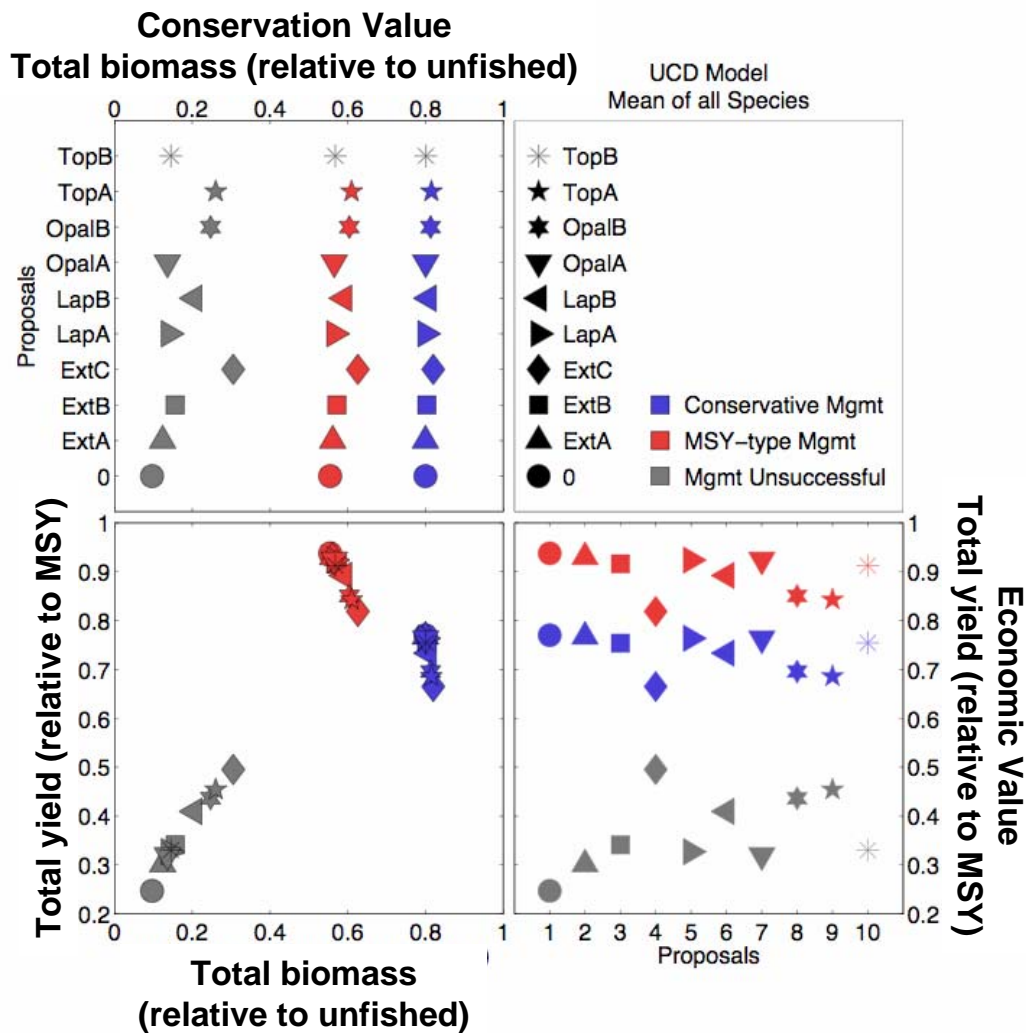 Conservation Value
Total biomass (relative to unfished)
UCD Model
Mean of all Species
0 0.2 0.6 0.8 1
TopB
TopA
OpalB
OpalA
LapB
LapA
ExtC
ExtB
ExtA
0
Proposals
TopB
TopA
OpalB
OpalA
LapB
LapA
ExtC
ExtB
ExtA
0
Conservative Mgmt
MSY-type Mgmt
Mgmt Unsuccessful
Total yield (relative to MSY)
1
0.9
0.8
0.7
0.6
0.5
0.4
0.3
0.2
0 0.2 0.4 0.6 0.8 1
Total biomass
(relative to unfished)
1
0.9
0.8
0.7
0.6
0.5
0.4
0.3
0.2
1 2 3 4 5 6 7 8 9 10
Proposals
Economic Value
Total yield (relative to MSY)